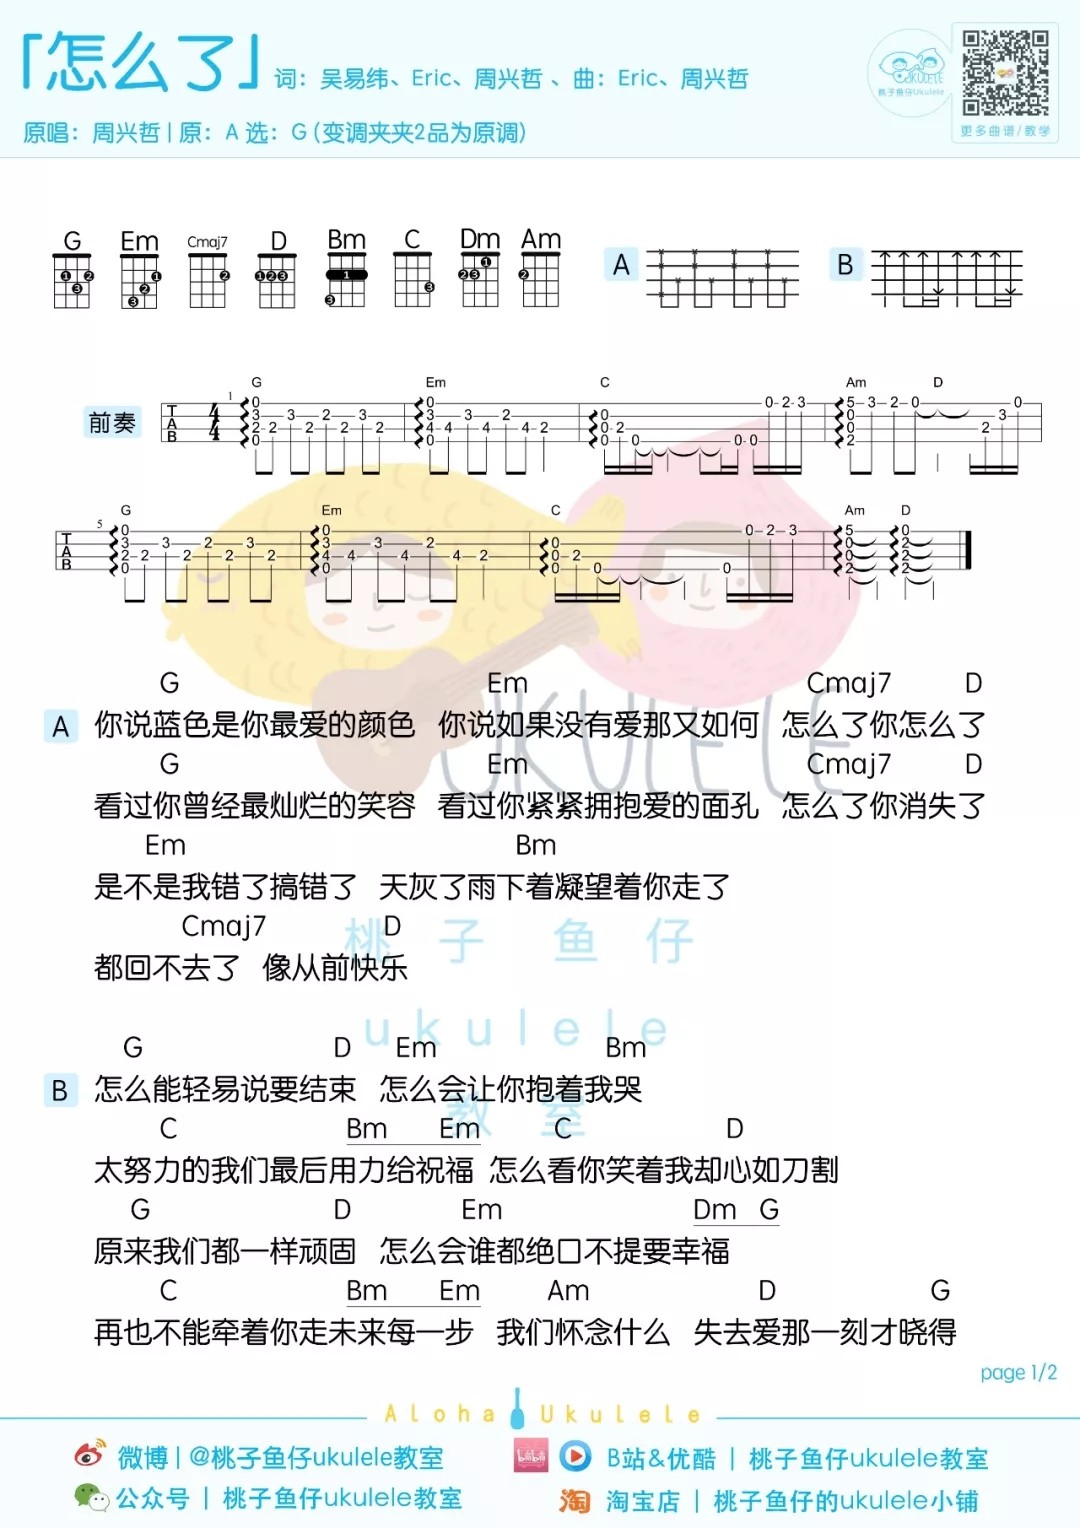 「怎么了」 词：吴易纬、Eric、周兴哲 、曲：Eric、周兴哲
原唱：周兴哲 | 原：A 选：G (变调夹夹2品为原调)
UKULELE
桃子鱼仔Ukulele
更多曲谱/教学
G Em Cmaj7 D Bm C Dm Am A B
G Em C Am D
前奏
G Em C Am D
G Em Cmaj7 D
A 你说蓝色是你最爱的颜色 你说如果没有爱那又如何 怎么了你怎么了
G Em Cmaj7 D
看过你曾经最灿烂的笑容 看过你紧紧拥抱爱的面孔 怎么了你消失了
Em Bm
是不是我错了搞错了 天灰了雨下着凝望着你走了
Cmaj7 D
都回不去了 像从前快乐
G D Em Bm
B 怎么能轻易说要结束 怎么会让你抱着我哭
C Bm Em C D
太努力的我们最后用力给祝福 怎么看你笑着我却心如刀割
G D Em Dm G
原来我们都一样顽固 怎么会谁都绝口不提要幸福
C Bm Em Am D G
再也不能牵着你走未来每一步 我们怀念什么 失去爱那一刻才晓得
UKULELE
桃子鱼仔
ukulele
教室
page 1/2
Aloha Ukulele
微博 | @桃子鱼仔ukulele教室
B站&优酷 | 桃子鱼仔ukulele教室
公众号 | 桃子鱼仔ukulele教室
淘 淘宝店 | 桃子鱼仔的ukulele小铺